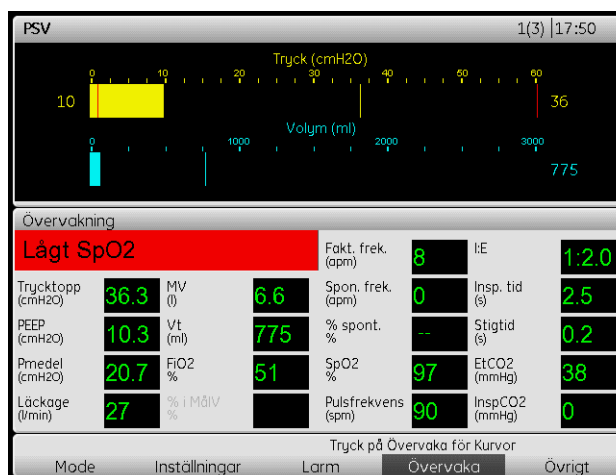 PSV 1(3) 17:50
Tryck (cmH2O)
0 10 20 30 40 50 60
10 36
Volym (ml)
0 1000 2000 3000
775
Övervakning
Lågt SpO2
Fakt. frek. (apm) 8 I:E 1:2.0
Trycktopp (cmH2O) 36.3 MV (l) 6.6 Spon. frek. (apm) 0 Insp. tid (s) 2.5
PEEP (cmH2O) 10.3 Vt (ml) 775 % spont. % -- Stigtid (s) 0.2
Pmedel (cmH2O) 20.7 FiO2 % 51 SpO2 % 97 EtCO2 (mmHg) 38
Läckage (l/min) 27 % i MålV % Pulsfrekvens (spm) 90 InspCO2 (mmHg) 0
Tryck på Övervaka för Kurvor
Mode Inställningar Larm Övervaka Övrigt